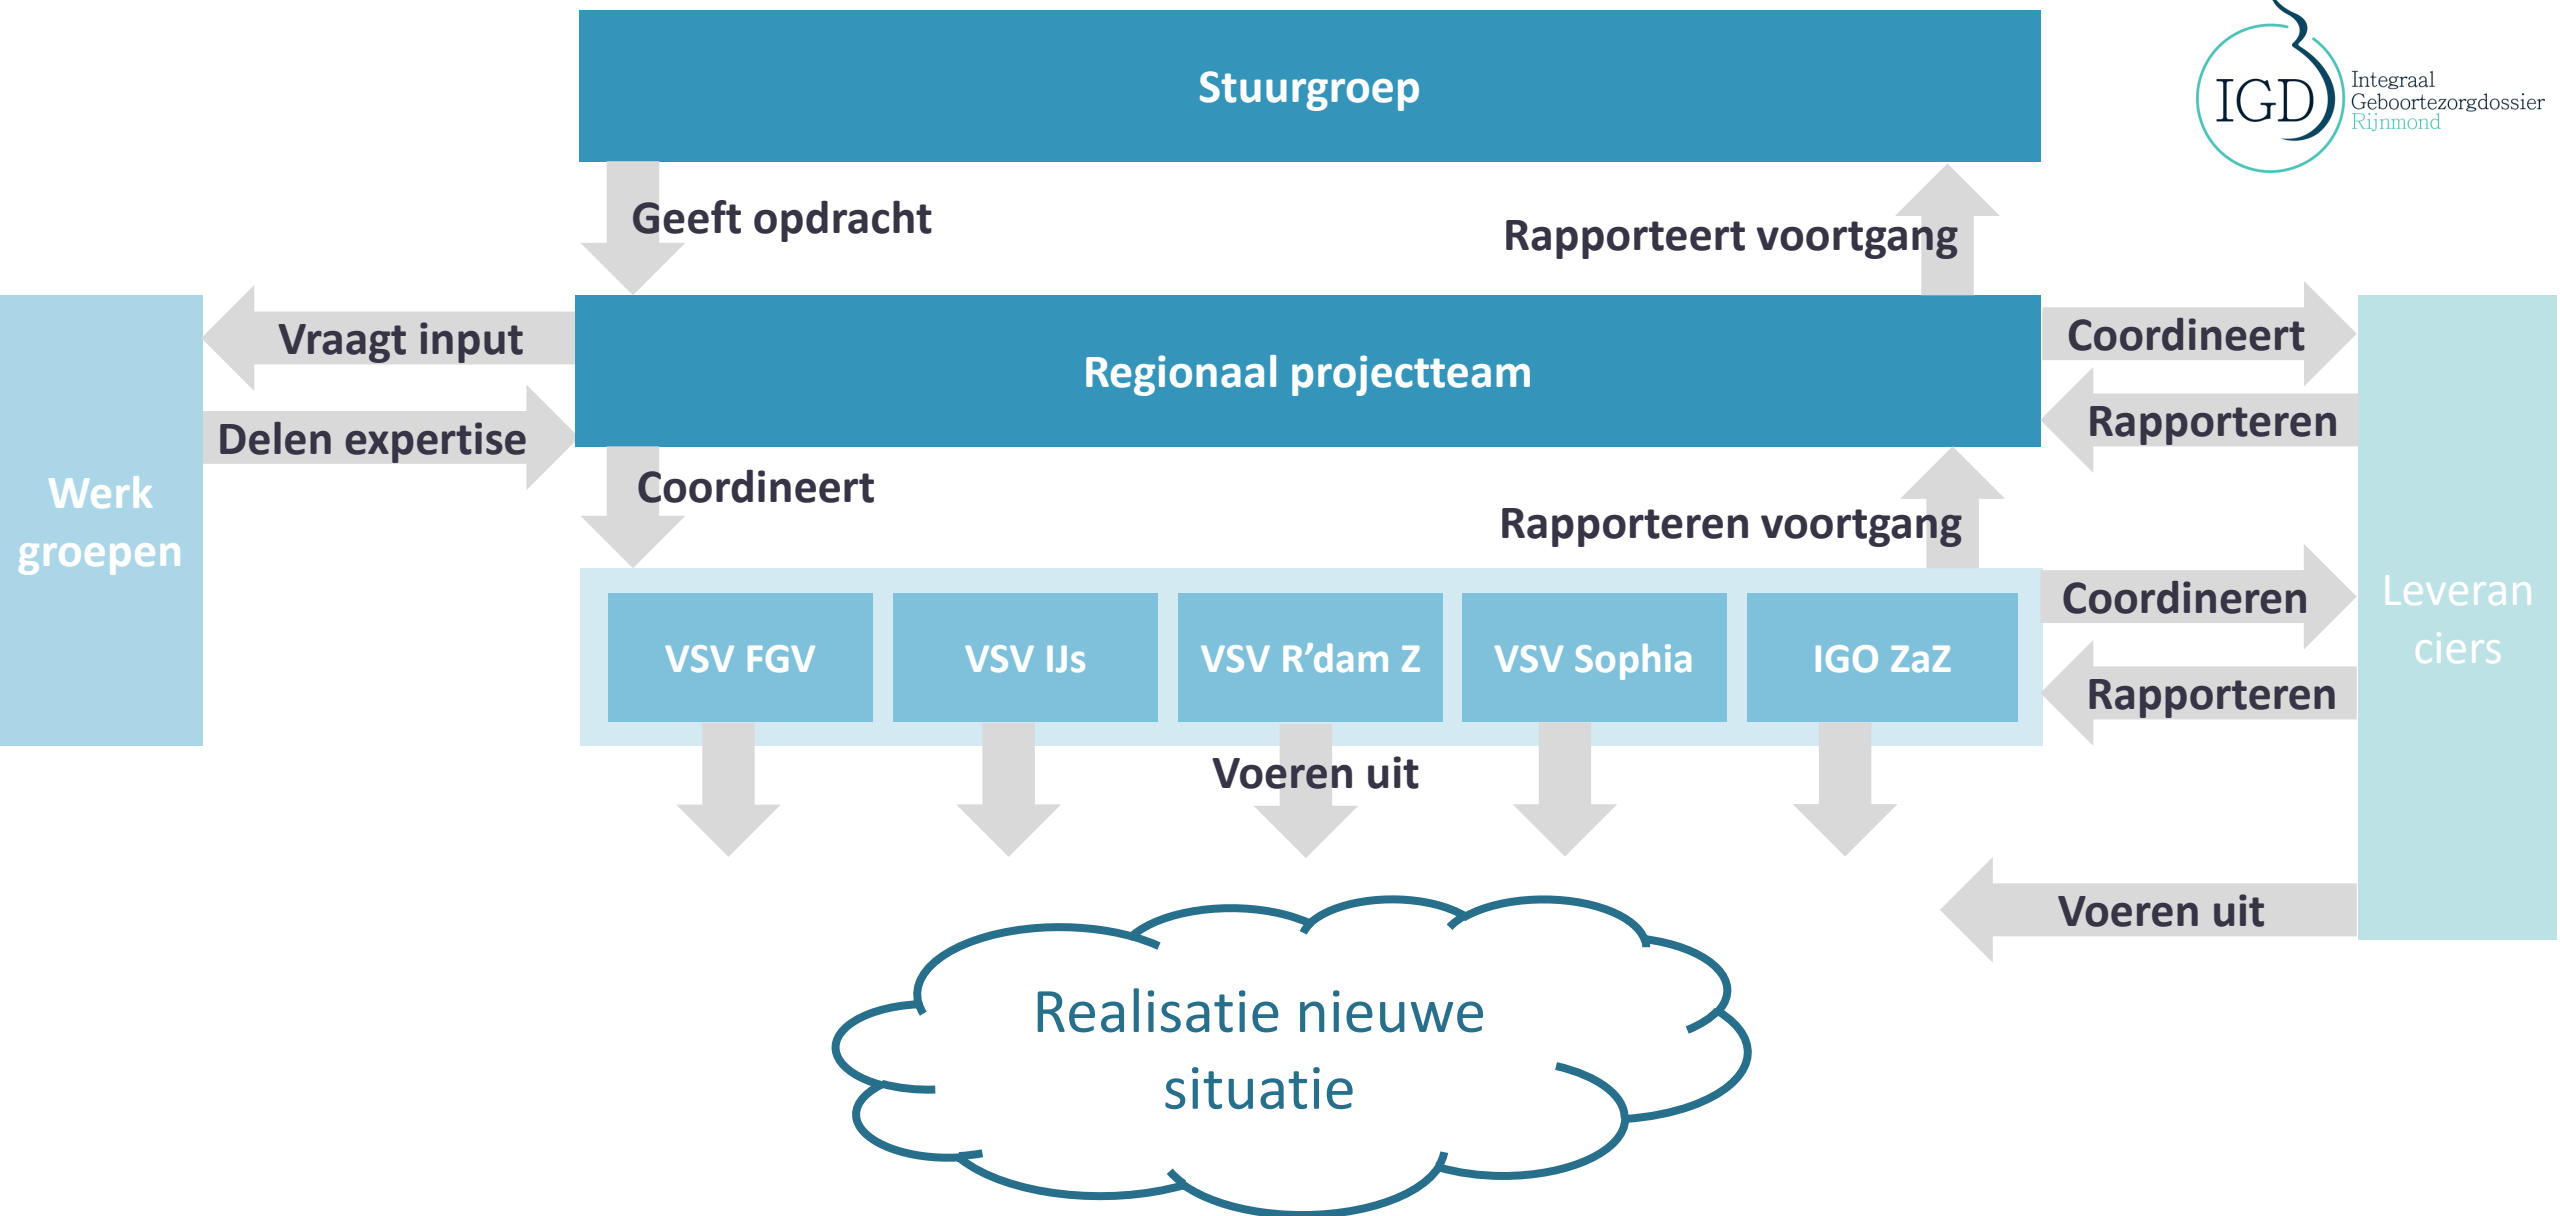 Stuurgroep
IGD
Integraal
Geboortezorgdossier
Rijnmond
Geeft opdracht
Rapporteert voortgang
Vraagt input
Delen expertise
Werk
groepen
Regionaal projectteam
Coordineert
Rapporteren
Coordineert
Rapporteren voortgang
VSV FGV
VSV IJs
VSV R’dam Z
VSV Sophia
IGO ZaZ
Coordineren
Rapporteren
Leveran
ciers
Voeren uit
Voeren uit
Realisatie nieuwe
situatie